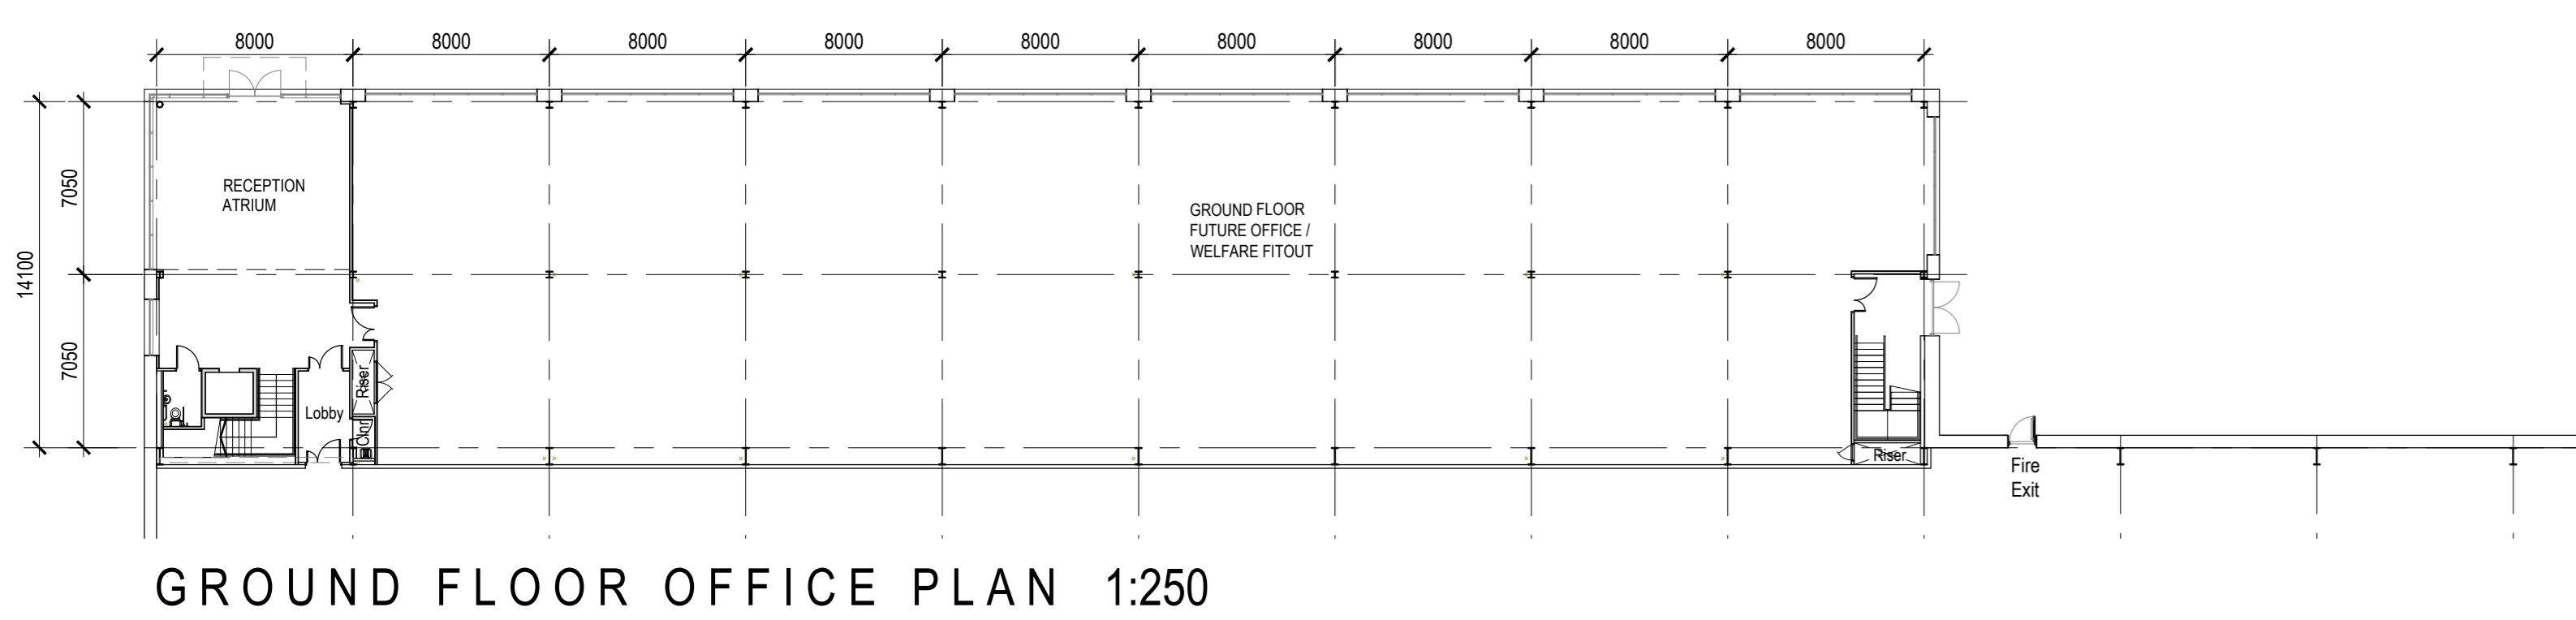 8000 8000 8000 8000 8000 8000 8000 8000 8000
14100
7050
7050
RECEPTION
ATRIUM
GROUND FLOOR
FUTURE OFFICE /
WELFARE FITOUT
Riser
Lobby
Clnr
Riser
Fire
Exit
GROUND FLOOR OFFICE PLAN 1:250